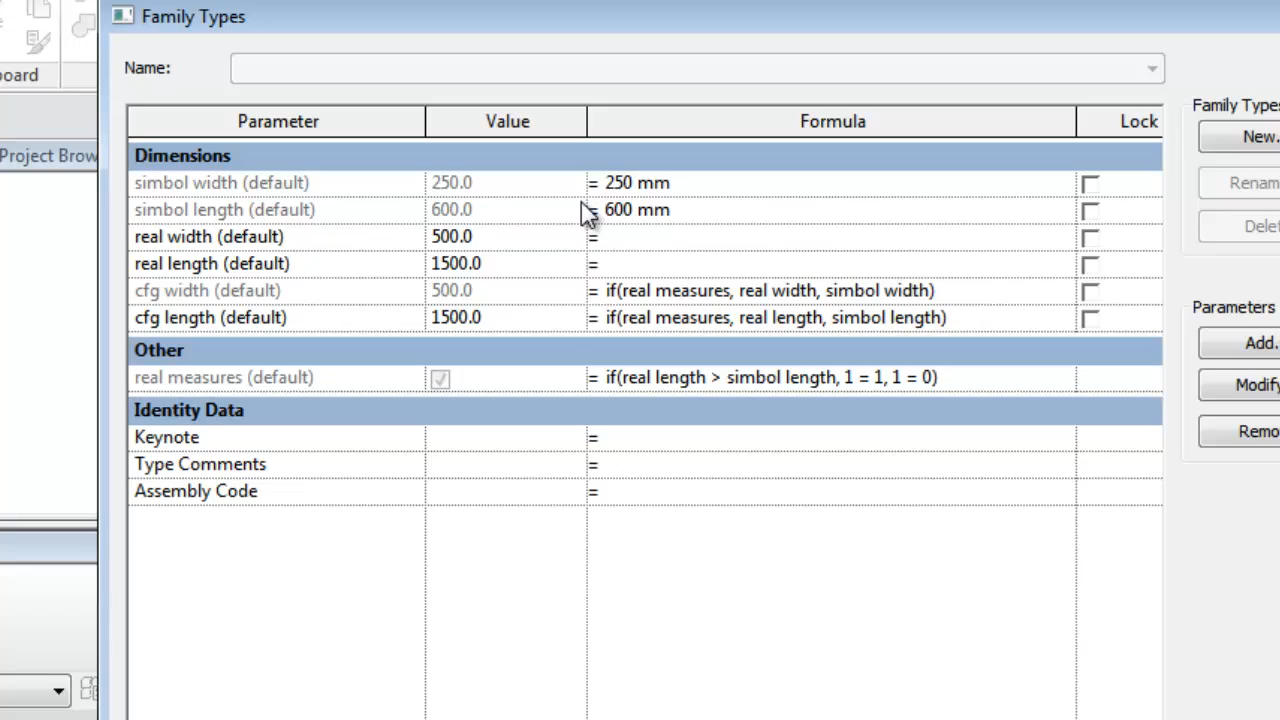 Family Types
Name:
oard
Project Brow
Parameter Value Formula Lock
Dimensions
simbol width (default) 250.0 = 250 mm
simbol length (default) 600.0 = 600 mm
real width (default) 500.0 =
real length (default) 1500.0 =
cfg width (default) 500.0 = if(real measures, real width, simbol width)
cfg length (default) 1500.0 = if(real measures, real length, simbol length)
Other
real measures (default) = if(real length > simbol length, 1 = 1, 1 = 0)
Identity Data
Keynote =
Type Comments =
Assembly Code =
Family Types
New.
Renam
Delet
Parameters
Add.
Modify
Remo